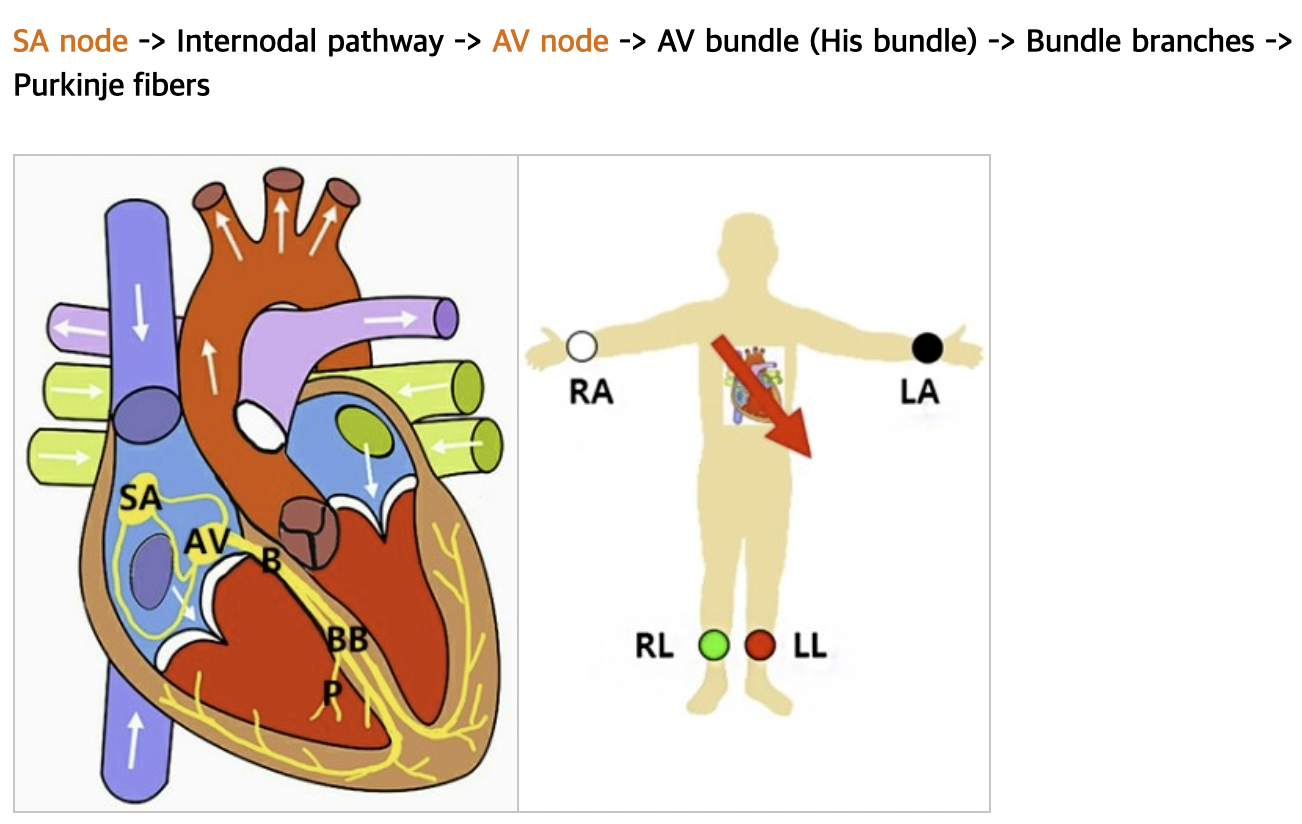 SA node -> Internodal pathway -> AV node -> AV bundle (His bundle) -> Bundle branches ->
Purkinje fibers
SA
AV
B
BB
P
RA
LA
RL
LL